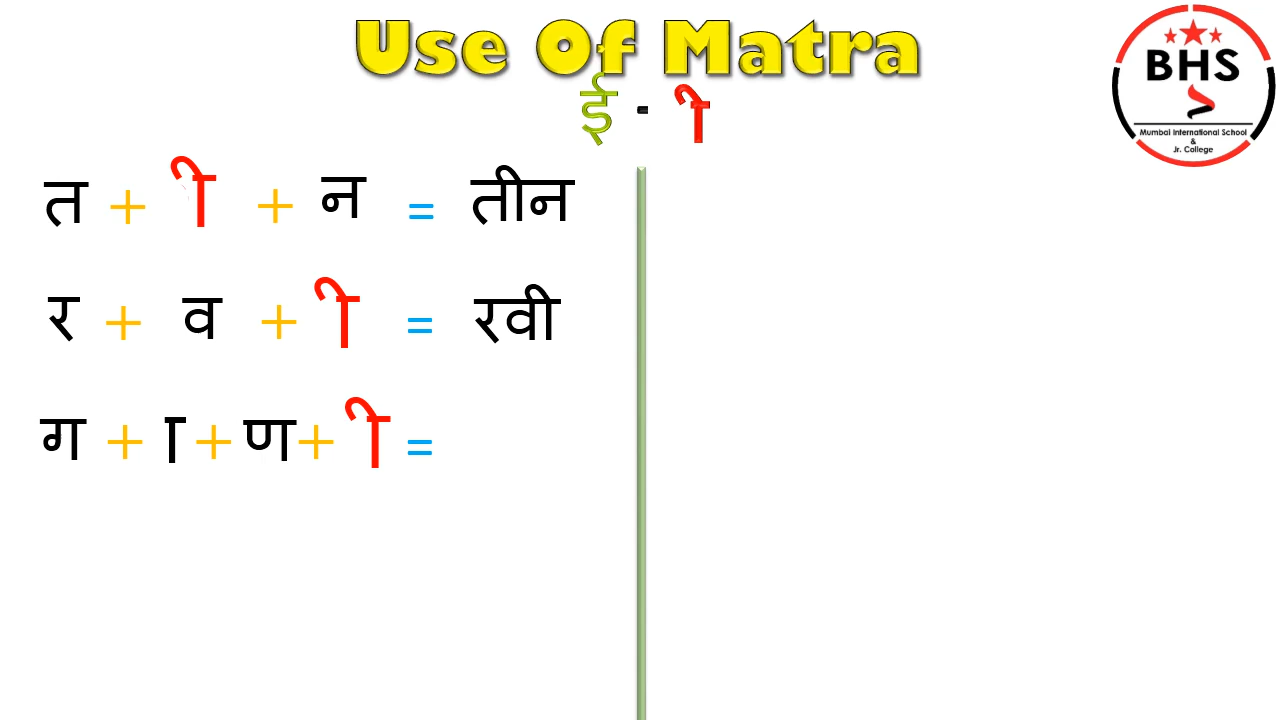 Use Of Matra
ई - ी
त + ी + न = तीन
र + व + ी = रवी
ग + ा + ण + ी =
BHS
Mumbai International School
&
Jr. College